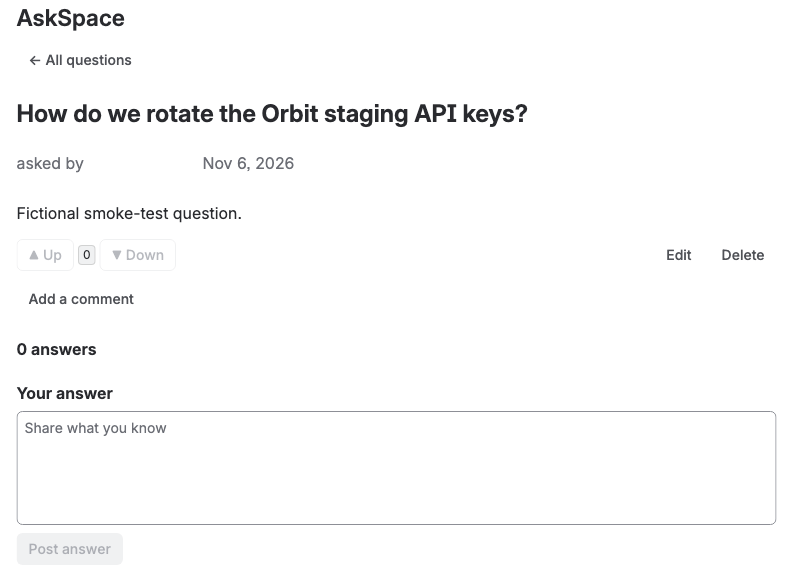 AskSpace
← All questions
How do we rotate the Orbit staging API keys?
asked by Nov 6, 2026
Fictional smoke-test question.
▲ Up 0 ▼ Down Edit Delete
Add a comment
0 answers
Your answer
Share what you know
Post answer